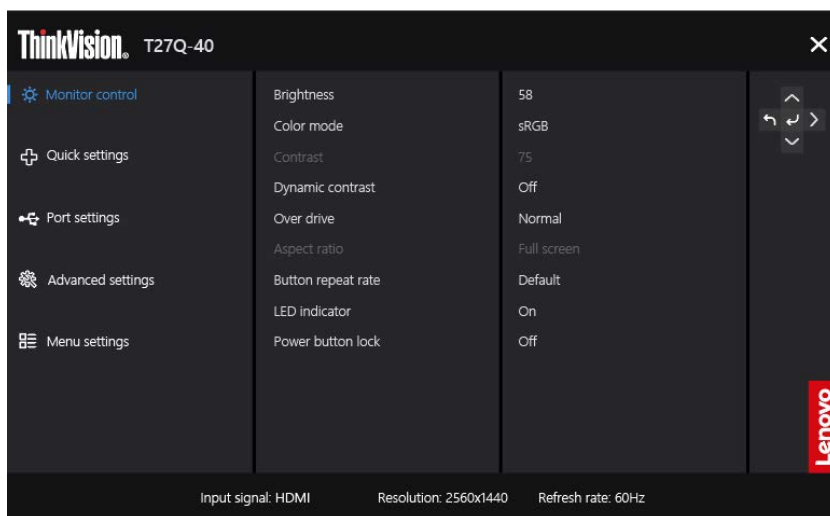 ThinkVision® T27Q-40
Monitor control
Brightness 58
Color mode sRGB
Contrast 75
Quick settings
Dynamic contrast Off
Port settings
Over drive Normal
Aspect ratio Full screen
Advanced settings
Button repeat rate Default
LED indicator On
Menu settings
Power button lock Off
Lenovo
Input signal: HDMI Resolution: 2560x1440 Refresh rate: 60Hz